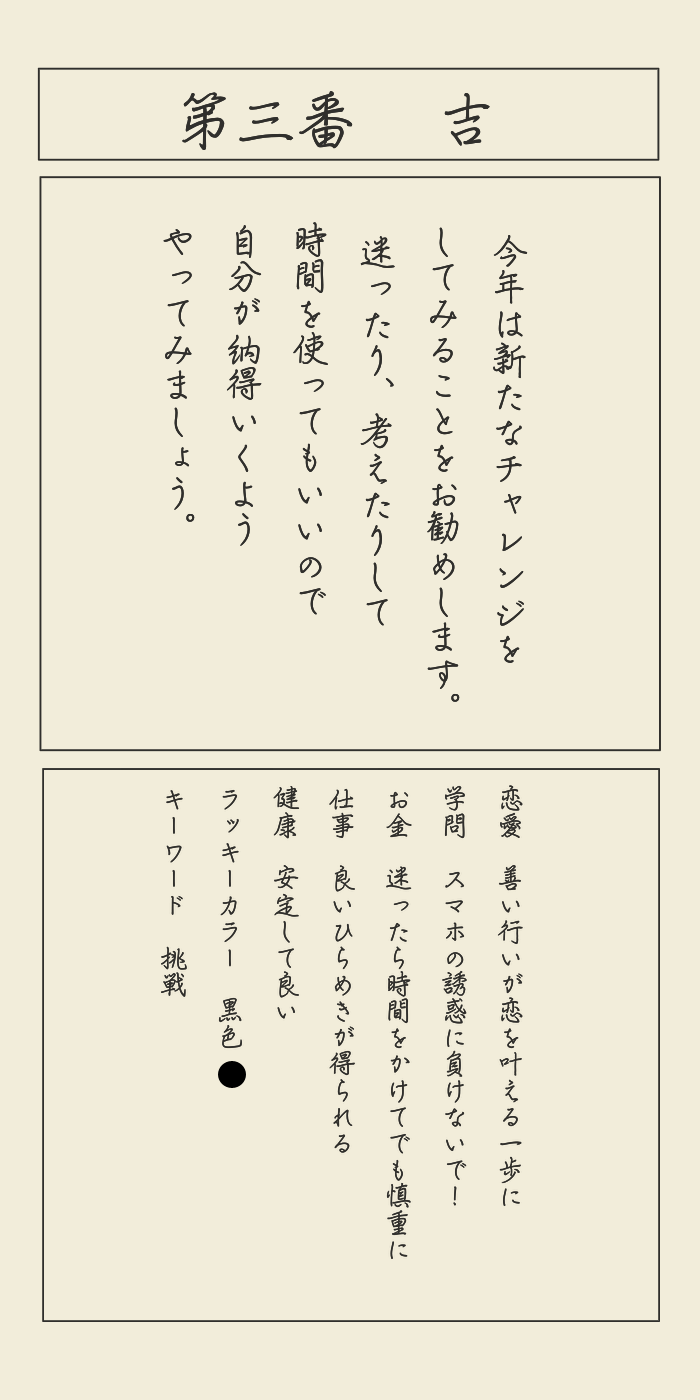 第三番　吉
今年は新たなチャレンジを
してみることをお勧めします。
迷ったり、考えたりして
時間を使ってもいいので
自分が納得いくよう
やってみましょう。
恋愛　善い行いが恋を叶える一歩に
学問　スマホの誘惑に負けないで！
お金　迷ったら時間をかけてでも慎重に
仕事　良いひらめきが得られる
健康　安定して良い
ラッキーカラー　黒色●
キーワード　挑戦